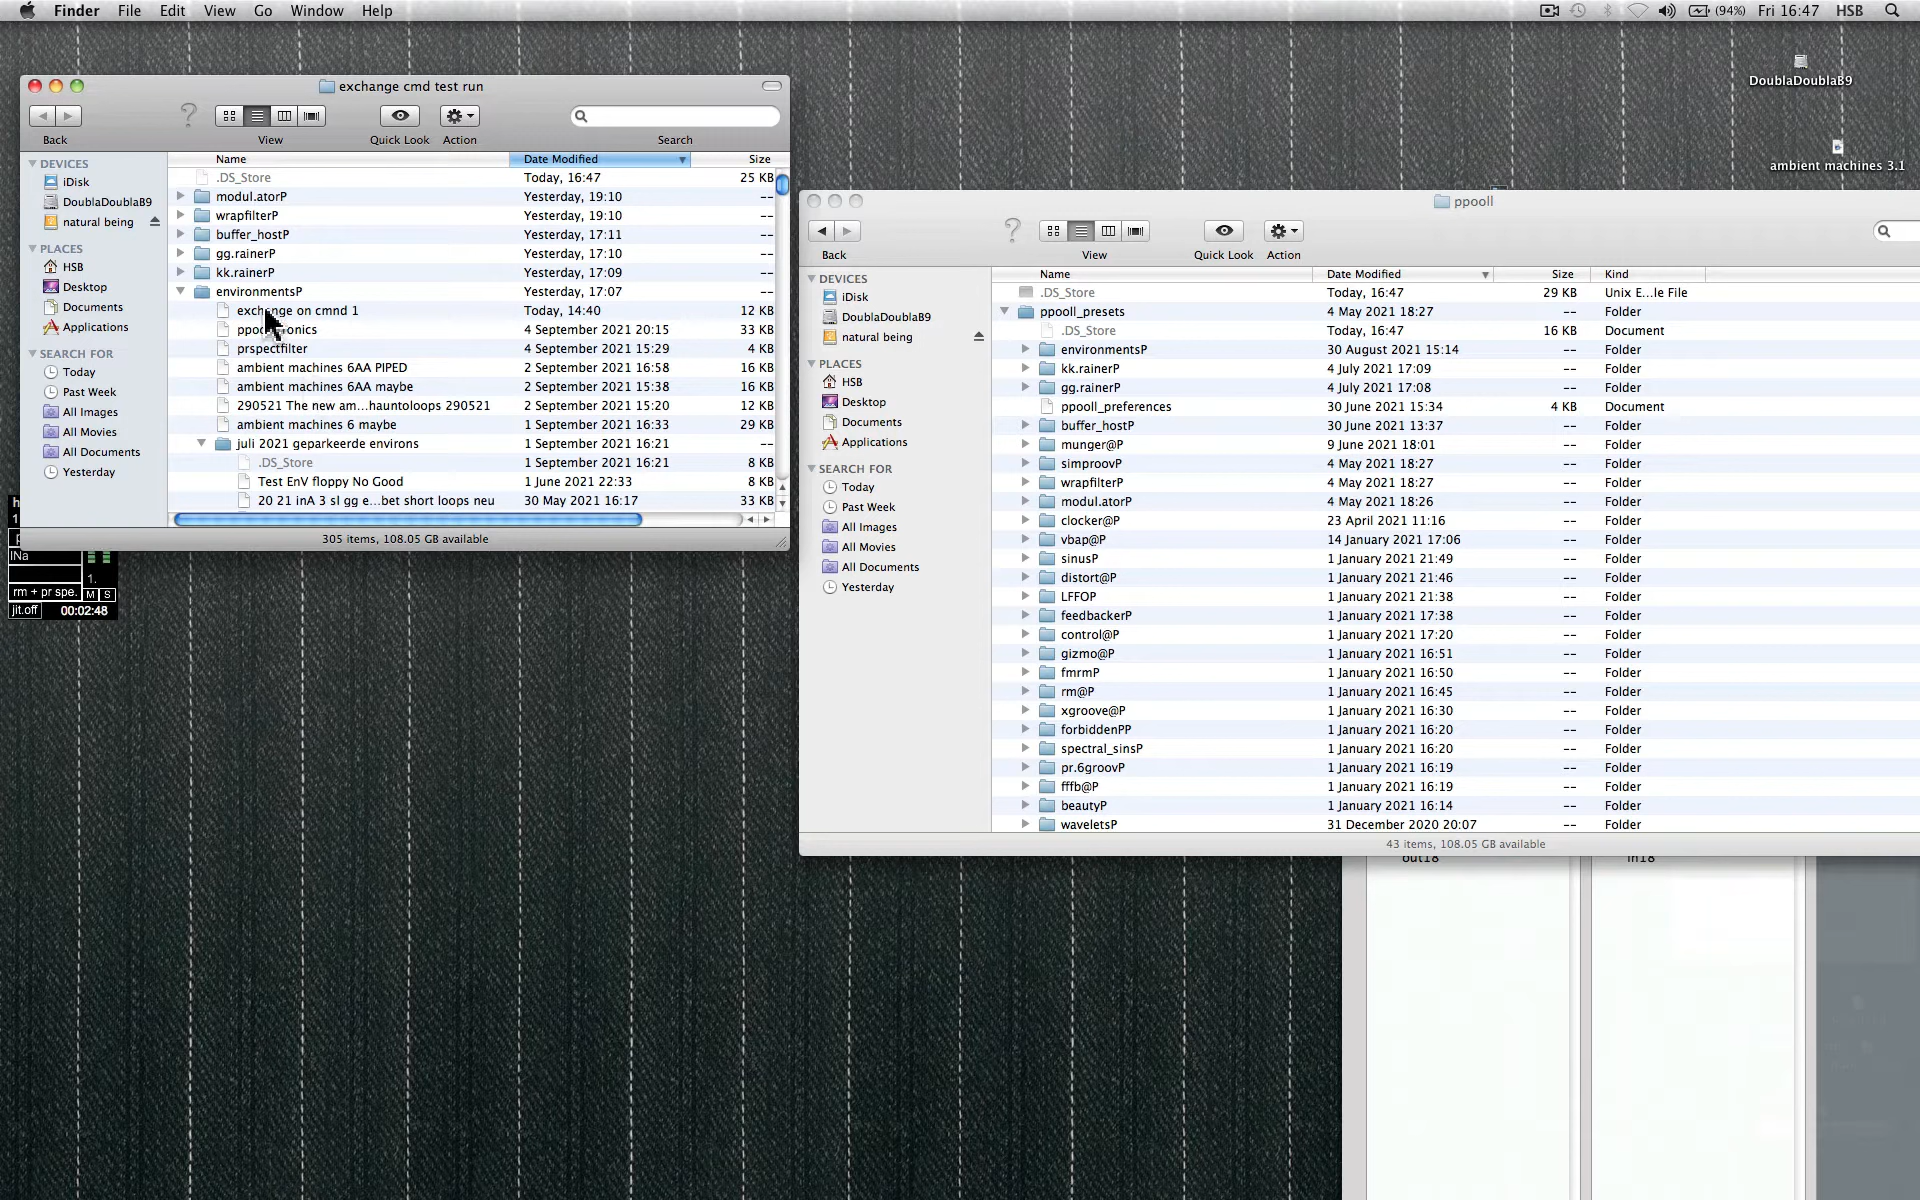 Finder File Edit View Go Window Help (94%) Fri 16:47 HSB
DoublaDoublaB9
ambient machines 3.1
exchange cmd test run
Back View Quick Look Action Search
DEVICES
iDisk
DoublaDoublaB9
natural being
PLACES
HSB
Desktop
Documents
Applications
SEARCH FOR
Today
Past Week
All Images
All Movies
All Documents
Yesterday
Name Date Modified Size
.DS_Store Today, 16:47 25 KB
modul.atorP Yesterday, 19:10 --
wrapfilterP Yesterday, 19:10 --
buffer_hostP Yesterday, 17:11 --
gg.rainerP Yesterday, 17:10 --
kk.rainerP Yesterday, 17:09 --
environmentsP Yesterday, 17:07 --
exchange on cmnd 1 Today, 14:40 12 KB
4 September 2021 20:15 33 KB
prspectfilter 4 September 2021 15:29 4 KB
ambient machines 6AA PIPED 2 September 2021 16:58 16 KB
ambient machines 6AA maybe 2 September 2021 15:38 16 KB
290521 The new am...hauntoloops 290521 2 September 2021 15:20 12 KB
ambient machines 6 maybe 1 September 2021 16:33 29 KB
juli 2021 geparkeerde environs 1 September 2021 16:21 --
.DS_Store 1 September 2021 16:21 8 KB
Test EnV floppy No Good 1 June 2021 22:33 8 KB
20 21 inA 3 sl gg e...bet short loops neu 30 May 2021 16:17 33 KB
305 items, 108.05 GB available
INa
1.
rm + pr spe. M S
jit.off 00:02:48
ppooll
Back View Quick Look Action
DEVICES
iDisk
DoublaDoublaB9
natural being
PLACES
HSB
Desktop
Documents
Applications
SEARCH FOR
Today
Past Week
All Images
All Movies
All Documents
Yesterday
Name Date Modified Size Kind
.DS_Store Today, 16:47 29 KB Unix E...le File
ppooll_presets 4 May 2021 18:27 -- Folder
.DS_Store Today, 16:47 16 KB Document
environmentsP 30 August 2021 15:14 -- Folder
kk.rainerP 4 July 2021 17:09 -- Folder
gg.rainerP 4 July 2021 17:08 -- Folder
ppooll_preferences 30 June 2021 15:34 4 KB Document
buffer_hostP 30 June 2021 13:37 -- Folder
munger@P 9 June 2021 18:01 -- Folder
simproovP 4 May 2021 18:27 -- Folder
wrapfilterP 4 May 2021 18:27 -- Folder
modul.atorP 4 May 2021 18:26 -- Folder
clocker@P 23 April 2021 11:16 -- Folder
vbap@P 14 January 2021 17:06 -- Folder
sinusP 1 January 2021 21:49 -- Folder
distort@P 1 January 2021 21:46 -- Folder
LFFOP 1 January 2021 21:38 -- Folder
feedbackerP 1 January 2021 17:38 -- Folder
control@P 1 January 2021 17:20 -- Folder
gizmo@P 1 January 2021 16:51 -- Folder
fmrmP 1 January 2021 16:50 -- Folder
rm@P 1 January 2021 16:45 -- Folder
xgroove@P 1 January 2021 16:30 -- Folder
forbiddenPP 1 January 2021 16:20 -- Folder
spectral_sinsP 1 January 2021 16:20 -- Folder
pr.6groovP 1 January 2021 16:19 -- Folder
fffb@P 1 January 2021 16:19 -- Folder
beautyP 1 January 2021 16:14 -- Folder
waveletsP 31 December 2020 20:07 -- Folder
43 items, 108.05 GB available
out18 in18